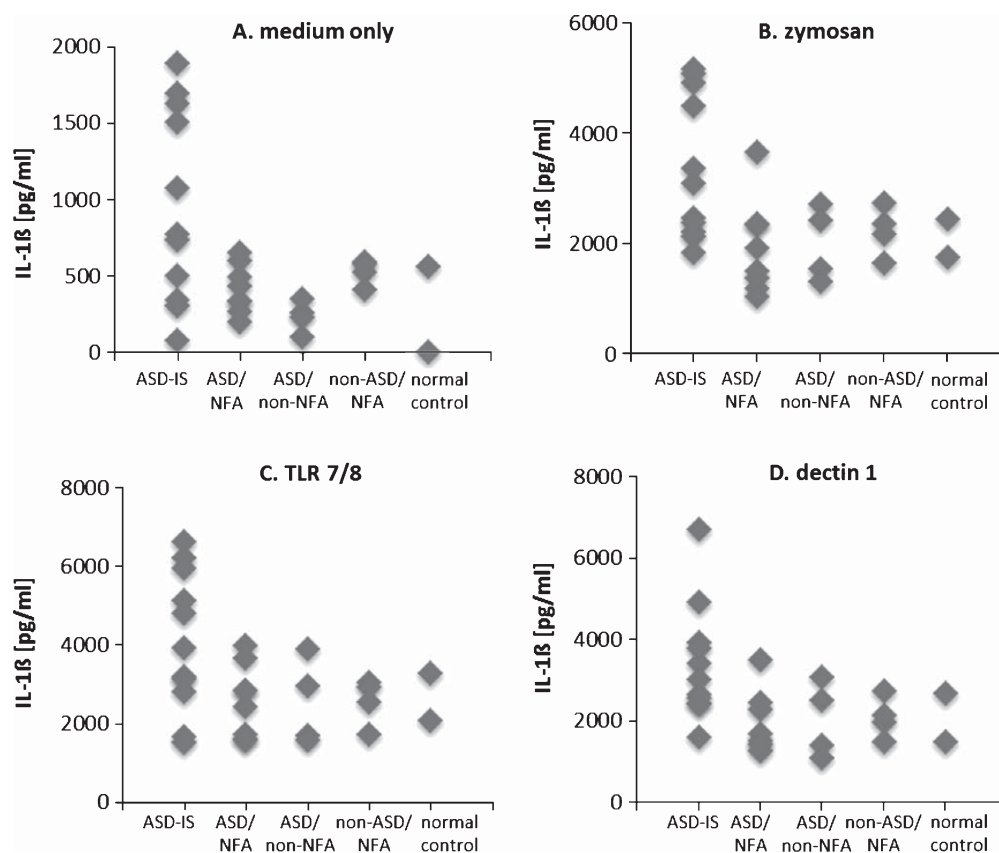 A. medium only
2000
1500
1000
500
0
IL-1ß [pg/ml]
ASD-IS ASD/ ASD/ non-ASD/ normal
NFA non-NFA NFA control
B. zymosan
6000
4000
2000
0
IL-1ß [pg/ml]
ASD-IS ASD/ ASD/ non-ASD/ normal
NFA non-NFA NFA control
C. TLR 7/8
8000
6000
4000
2000
0
IL-1ß [pg/ml]
ASD-IS ASD/ ASD/ non-ASD/ normal
NFA non-NFA NFA control
D. dectin 1
8000
6000
4000
2000
0
IL-1ß [pg/ml]
ASD-IS ASD/ ASD/ non-ASD/ normal
NFA non-NFA NFA control